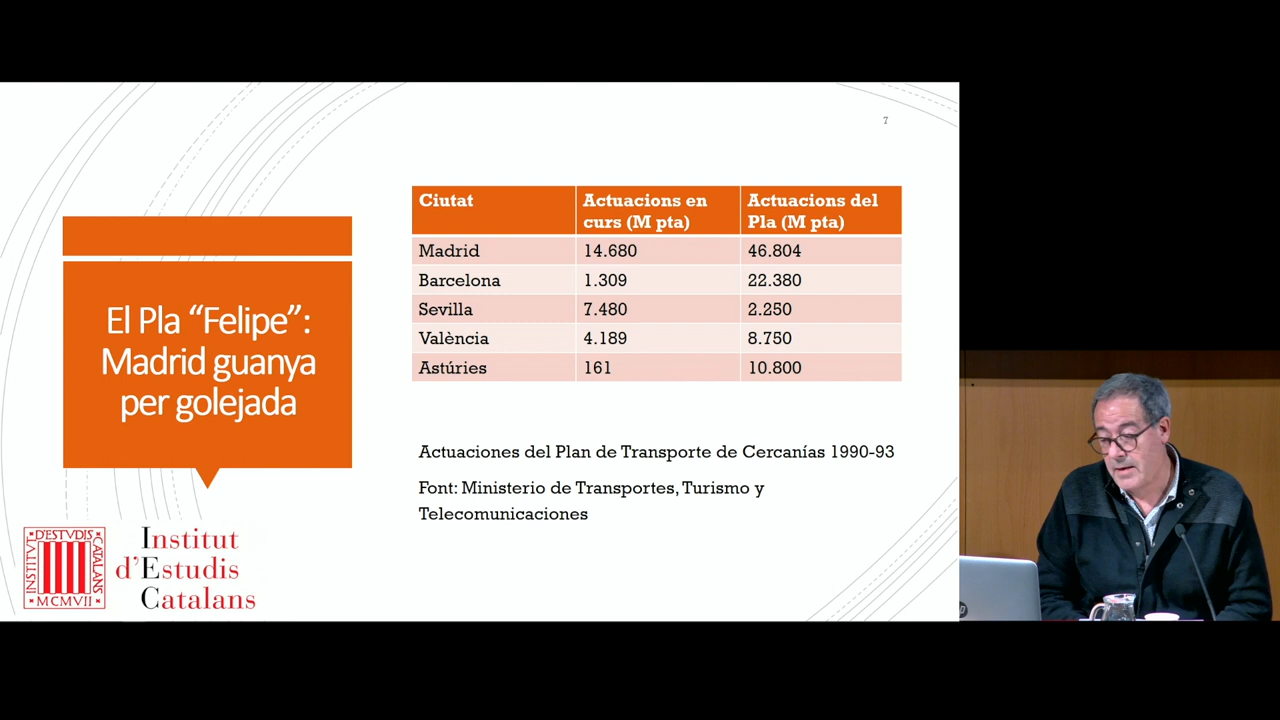 7
El Pla “Felipe”:
Madrid guanya
per golejada
Ciutat
Actuacions en
curs (M pta)
Actuacions del
Pla (M pta)
Madrid
14.680
46.804
Barcelona
1.309
22.380
Sevilla
7.480
2.250
València
4.189
8.750
Astúries
161
10.800
Actuaciones del Plan de Transporte de Cercanías 1990-93
Font: Ministerio de Transportes, Turismo y
Telecomunicaciones
INSTITVT
D'ESTVDIS
CATALANS
MCMVII
Institut
d'Estudis
Catalans